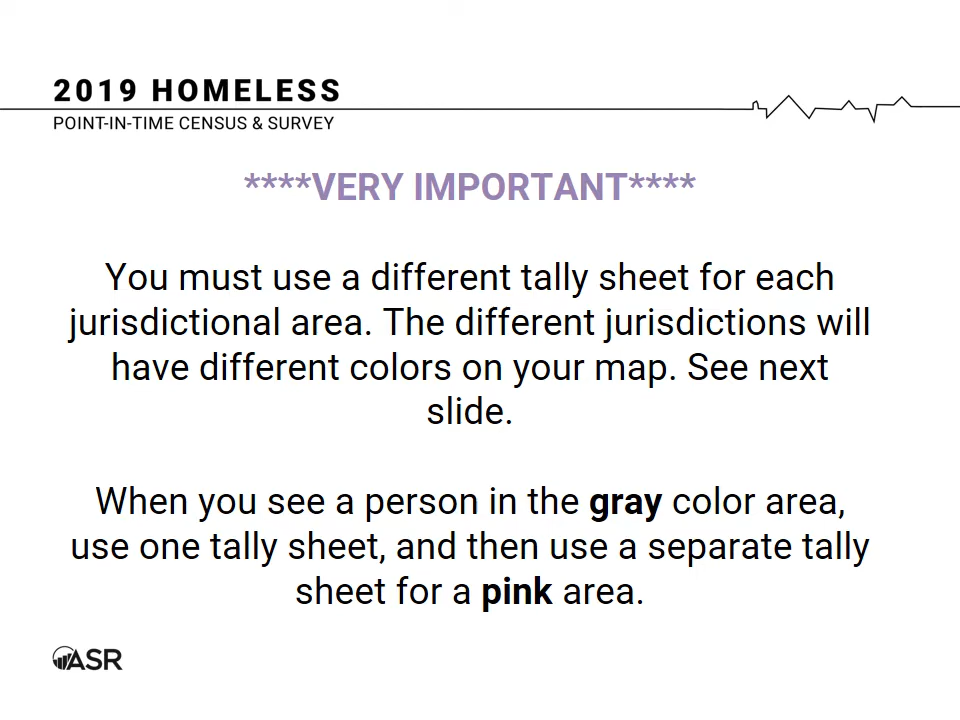 2019 HOMELESS
POINT-IN-TIME CENSUS & SURVEY
****VERY IMPORTANT****
You must use a different tally sheet for each
jurisdictional area. The different jurisdictions will
have different colors on your map. See next
slide.
When you see a person in the gray color area,
use one tally sheet, and then use a separate tally
sheet for a pink area.
ASR